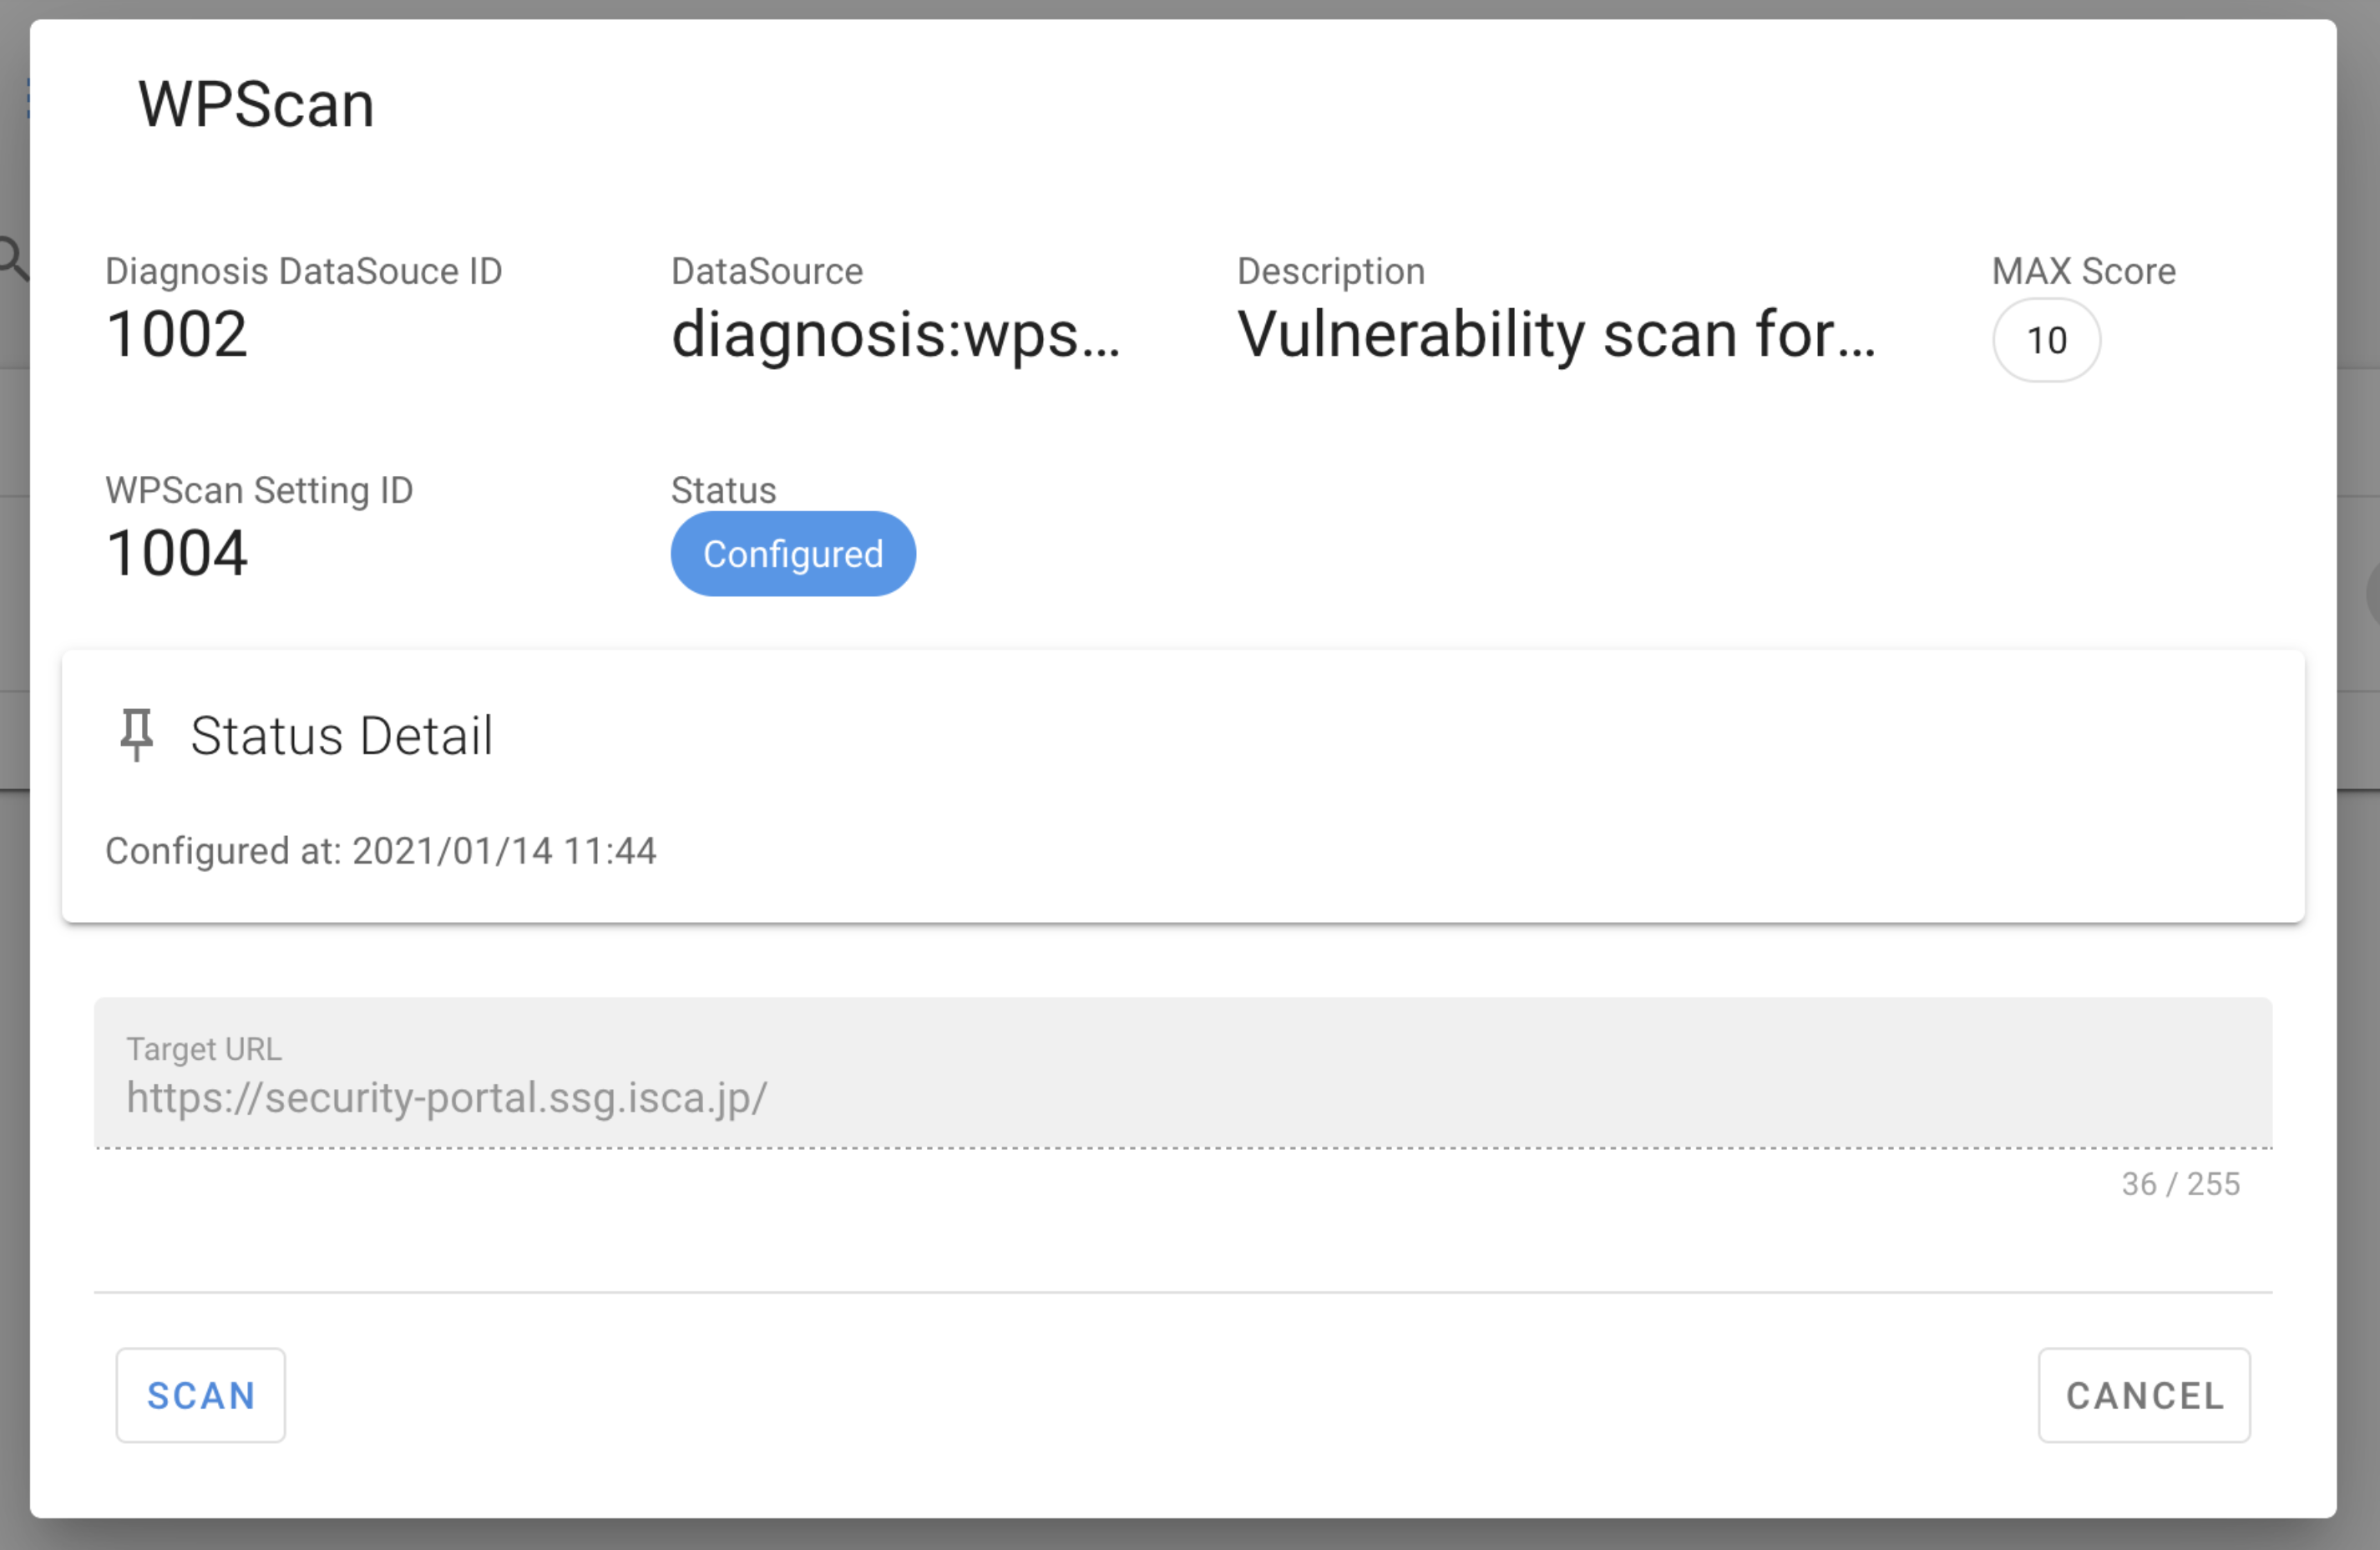 WPScan
Diagnosis DataSouce ID
1002
DataSource
diagnosis:wps...
Description
Vulnerability scan for...
MAX Score
10
WPScan Setting ID
1004
Status
Configured
Status Detail
Configured at: 2021/01/14 11:44
Target URL
https://security-portal.ssg.isca.jp/
36 / 255
SCAN
CANCEL